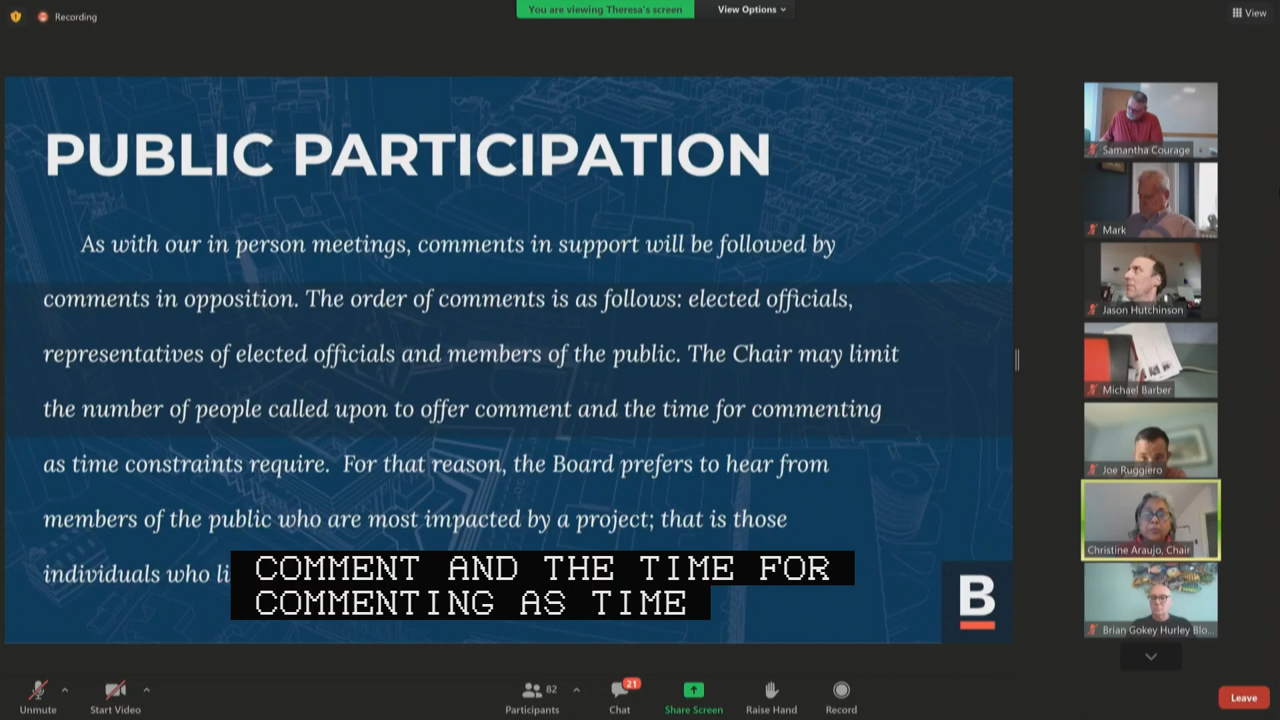 Recording
You are viewing Theresa's screen
View Options
View
PUBLIC PARTICIPATION
As with our in person meetings, comments in support will be followed by
comments in opposition. The order of comments is as follows: elected officials,
representatives of elected officials and members of the public. The Chair may limit
the number of people called upon to offer comment and the time for commenting
as time constraints require. For that reason, the Board prefers to hear from
members of the public who are most impacted by a project; that is those
individuals who li
COMMENT AND THE TIME FOR
COMMENTING AS TIME
B
Samantha Courage
Mark
Jason Hutchinson
Michael Barber
Joe Ruggiero
Christine Araujo, Chair
Brian Gokey Hurley Blo...
Unmute
Start Video
82
Participants
21
Chat
Share Screen
Raise Hand
Record
Leave